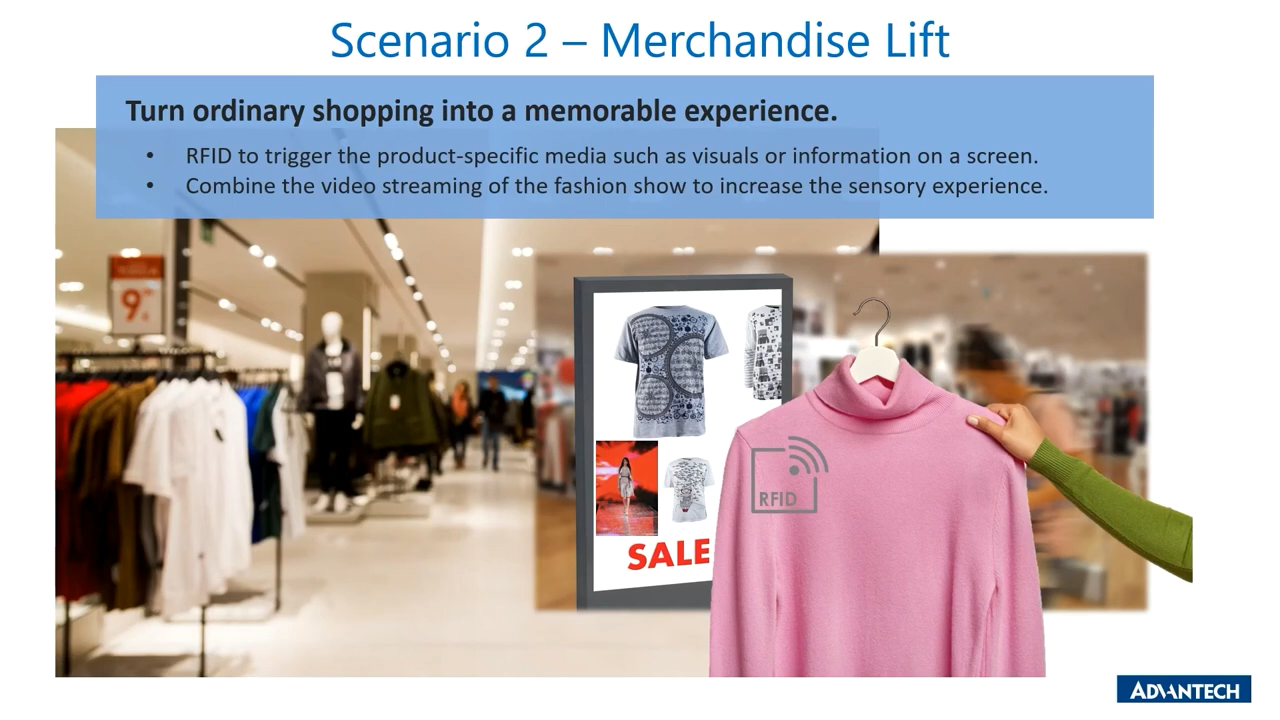 Scenario 2 – Merchandise Lift
Turn ordinary shopping into a memorable experience.
• RFID to trigger the product-specific media such as visuals or information on a screen.
• Combine the video streaming of the fashion show to increase the sensory experience.
9
RFID
SALE
ADVANTECH